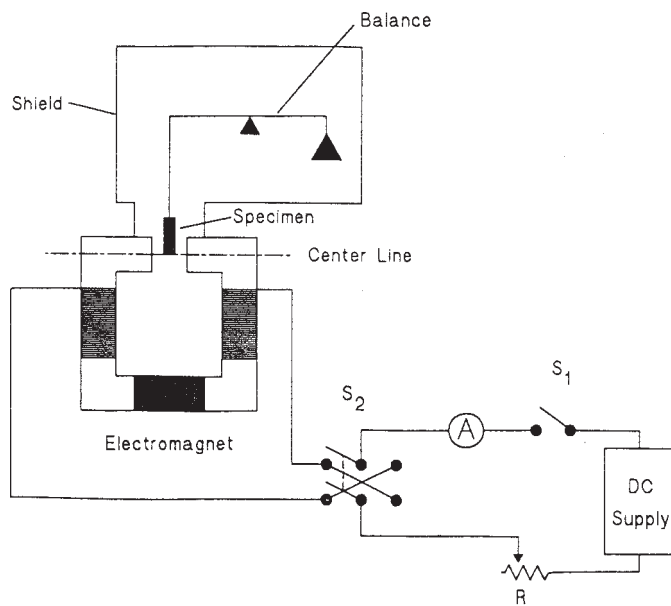 Balance
Shield
Specimen
Center Line
Electromagnet
S2
S1
A
DC
Supply
R